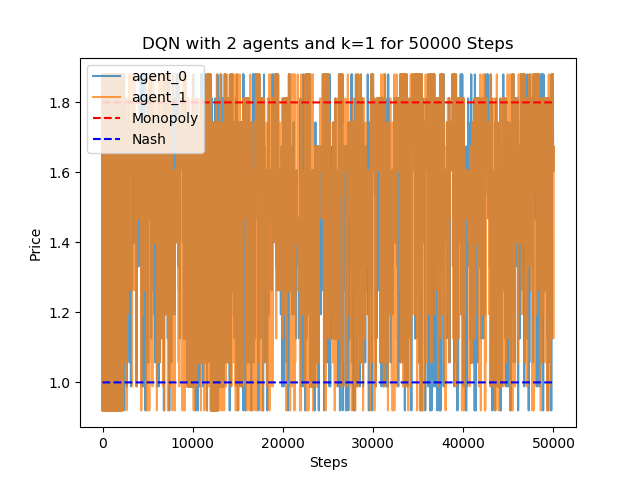 DQN with 2 agents and k=1 for 50000 Steps
agent_0
agent_1
Monopoly
Nash
1.8
1.6
1.4
1.2
1.0
Price
0
10000
20000
30000
40000
50000
Steps